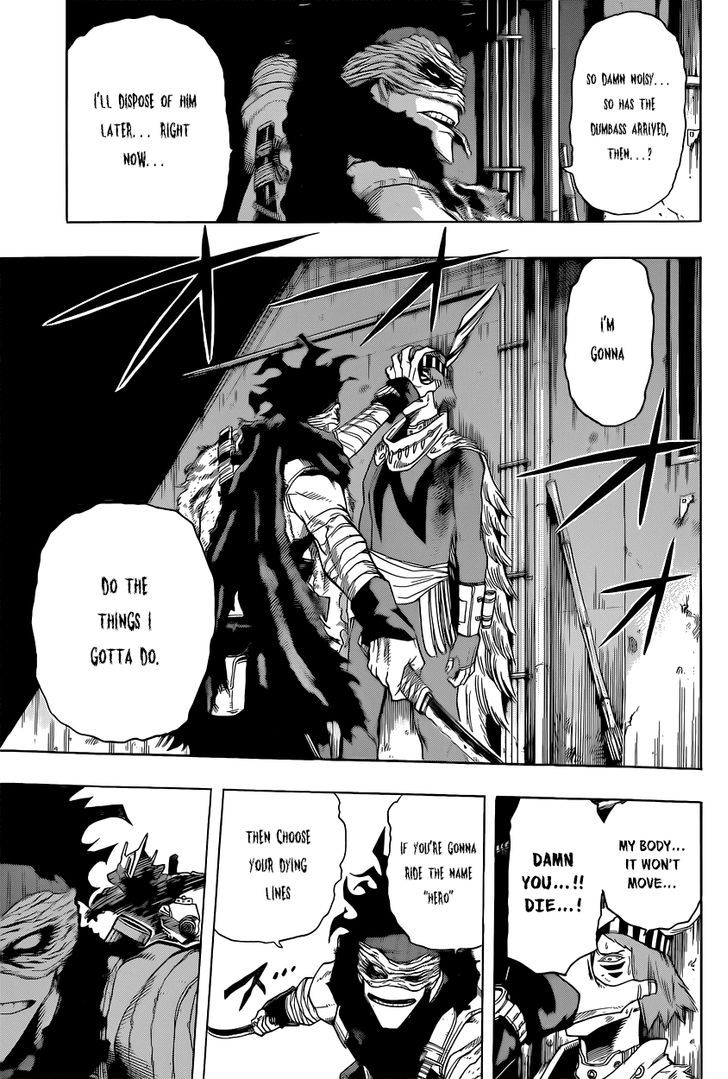 SO DAMN NOISY...
SO HAS THE
DUMBASS ARRIVED,
THEN...?
I'LL DISPOSE OF HIM
LATER... RIGHT
NOW...
I'M
GONNA
DO THE
THINGS I
GOTTA DO.
MY BODY...
IT WON'T
MOVE...
DAMN
YOU...!!
DIE...!
IF YOU'RE GONNA
RIDE THE NAME
"HERO"
THEN CHOOSE
YOUR DYING
LINES